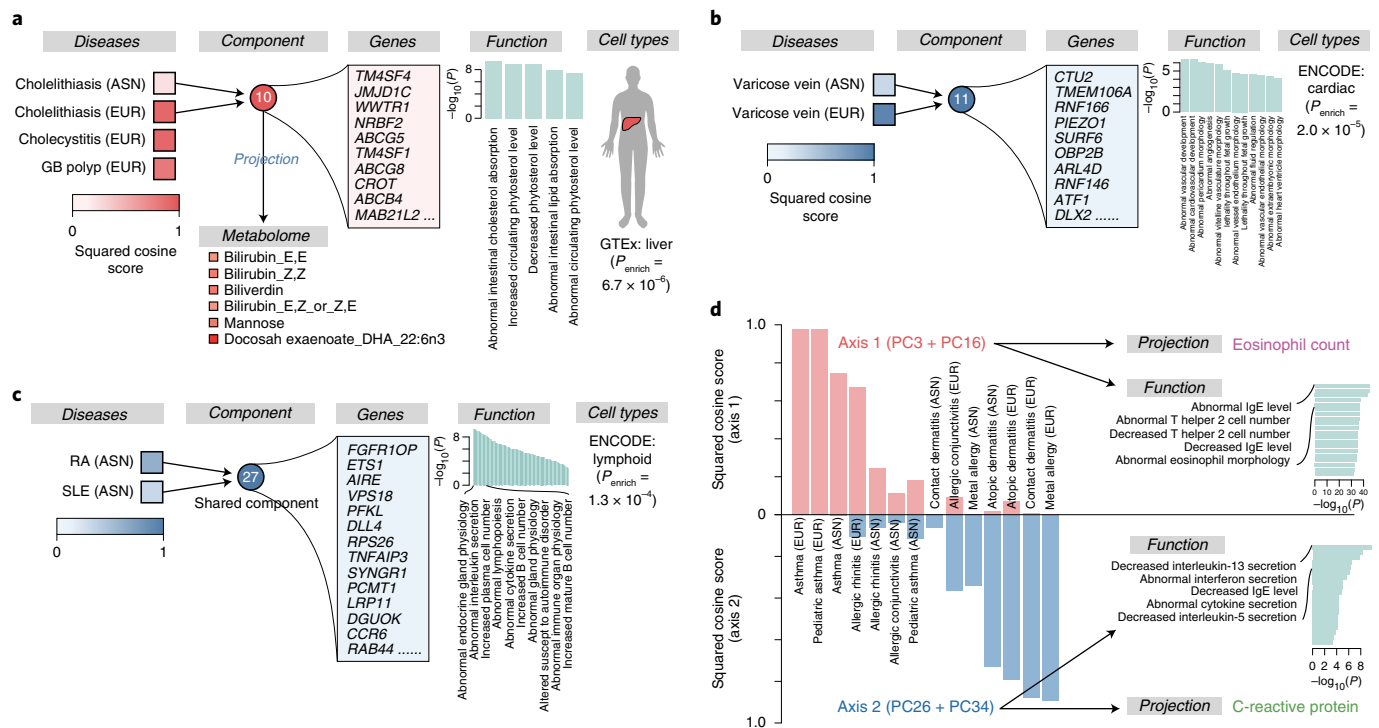 a
Diseases
Component
Genes
Function
Cell types
Cholelithiasis (ASN)
Cholelithiasis (EUR)
Cholecystitis (EUR)
GB polyp (EUR)
0
1
Squared cosine
score
10
Projection
Metabolome
Bilirubin_E,E
Bilirubin_Z,Z
Biliverdin
Bilirubin_E,Z_or_Z,E
Mannose
Docosah exaenoate_DHA_22:6n3
TM4SF4
JMJD1C
WWTR1
NRBF2
ABCG5
TM4SF1
ABCG8
CROT
ABCB4
MAB21L2 ...
−log10(P)
8
4
0
Abnormal intestinal cholesterol absorption
Increased circulating phytosterol level
Decreased phytosterol level
Abnormal intestinal lipid absorption
Abnormal circulating phytosterol level
GTEx: liver
(Penrich =
6.7 × 10−6)
b
Diseases
Component
Genes
Function
Cell types
Varicose vein (ASN)
Varicose vein (EUR)
0
1
Squared cosine
score
11
CTU2
TMEM106A
RNF166
PIEZO1
SURF6
OBP2B
ARL4D
RNF146
ATF1
DLX2 ......
−log10(P)
6
4
2
0
Abnormal vascular development
Abnormal cardiovascular development
Abnormal pericardium morphology
Abnormal angiogenesis
Abnormal vitelline vasculature morphology
lethality throughout fetal growth
Abnormal vessel endothelium morphology
Lethality throughout fetal growth
Abnormal fluid regulation
Abnormal vascular endothelial morphology
Abnormal extraembryonic morphology
Abnormal heart ventricle morphology
ENCODE:
cardiac
(Penrich =
2.0 × 10−5)
c
Diseases
Component
Genes
Function
Cell types
RA (ASN)
SLE (ASN)
0
1
27
Shared component
FGFR1OP
ETS1
AIRE
VPS18
PFKL
DLL4
RPS26
TNFAIP3
SYNGR1
PCMT1
LRP11
DGUOK
CCR6
RAB44 ......
−log10(P)
8
4
0
Abnormal endocrine gland physiology
Abnormal interleukin secretion
Increased plasma cell number
Abnormal lymphopoiesis
Abnormal cytokine secretion
Increased B cell number
Abnormal gland physiology
Altered suscept to autoimmune disorder
Abnormal immune organ physiology
Increased mature B cell number
ENCODE:
lymphoid
(Penrich =
1.3 × 10−4)
d
1.0
0
1.0
Squared cosine score
(axis 1)
Squared cosine score
(axis 2)
Axis 1 (PC3 + PC16)
Asthma (EUR)
Pediatric asthma (EUR)
Asthma (ASN)
Allergic rhinitis (EUR)
Allergic rhinitis (ASN)
Allergic conjunctivitis (ASN)
Pediatric asthma (ASN)
Contact dermatitis (ASN)
Allergic conjunctivitis (EUR)
Metal allergy (ASN)
Atopic dermatitis (ASN)
Atopic dermatitis (EUR)
Contact dermatitis (EUR)
Metal allergy (EUR)
Axis 2 (PC26 + PC34)
Projection
Eosinophil count
Function
Abnormal IgE level
Abnormal T helper 2 cell number
Decreased T helper 2 cell number
Decreased IgE level
Abnormal eosinophil morphology
0 10 20 30 40
−log10(P)
Function
Decreased interleukin-13 secretion
Abnormal interferon secretion
Decreased IgE level
Abnormal cytokine secretion
Decreased interleukin-5 secretion
0 2 4 6 8
−log10(P)
Projection
C-reactive protein